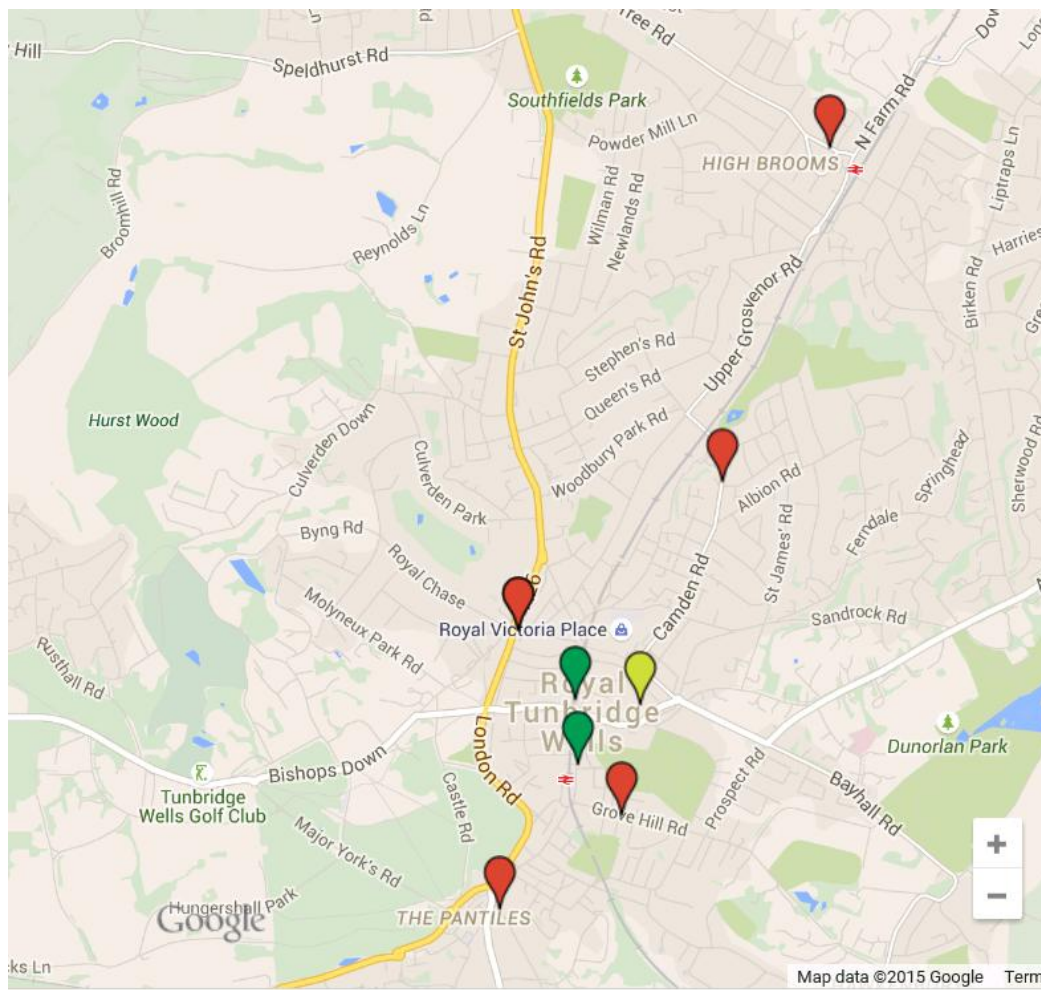 Hill
Speldhurst Rd
Tree Rd
Southfields Park
Powder Mill Ln
HIGH BROOMS
N Farm Rd
Liptraps Ln
Broomhill Rd
Reynolds Ln
Wilman Rd
Newlands Rd
St John's Rd
Harries
Birken Rd
Upper Grosvenor Rd
Stephen's Rd
Queen's Rd
Hurst Wood
Culverden Down
Culverden Park
Woodbury Park Rd
Albion Rd
Springhead
Sherwood Rd
Byng Rd
St James' Rd
Ferndale
Royal Chase
Camden Rd
Molyneux Park Rd
Royal Victoria Place
Sandrock Rd
Rusthall Rd
Royal
Tunbridge
Wells
London Rd
Dunorlan Park
Bishops Down
Tunbridge
Wells Golf Club
Castle Rd
Prospect Rd
Bayhall Rd
Grove Hill Rd
Major York's Rd
Hungershall Park
Google
THE PANTILES
cks Ln
+
−
Map data ©2015 Google Term